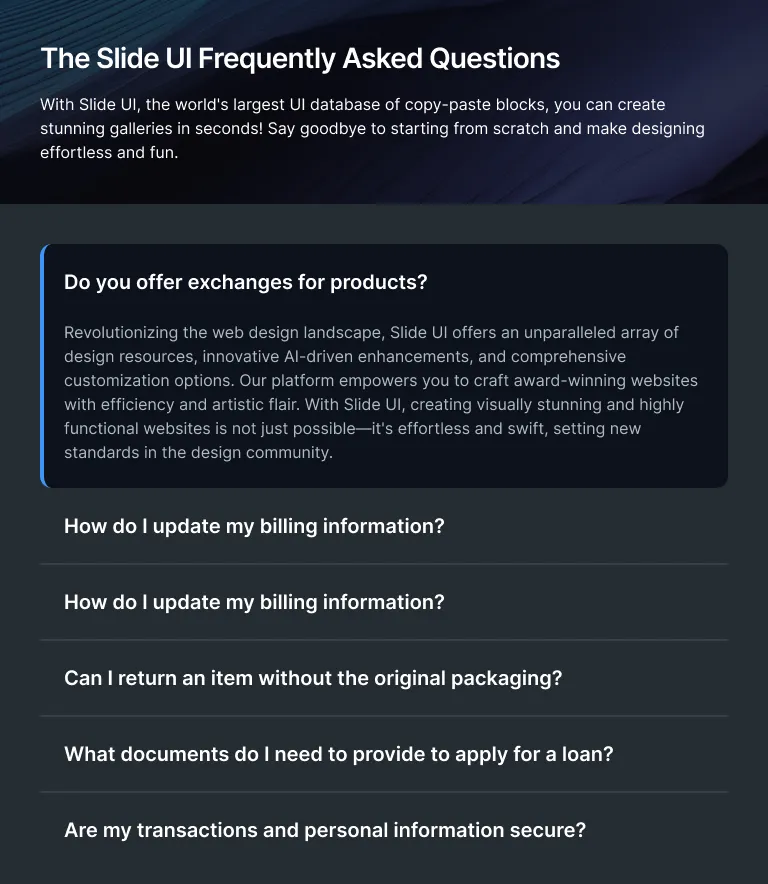 The Slide UI Frequently Asked Questions
With Slide UI, the world's largest UI database of copy-paste blocks, you can create
stunning galleries in seconds! Say goodbye to starting from scratch and make designing
effortless and fun.
Do you offer exchanges for products?
Revolutionizing the web design landscape, Slide UI offers an unparalleled array of
design resources, innovative AI-driven enhancements, and comprehensive
customization options. Our platform empowers you to craft award-winning websites
with efficiency and artistic flair. With Slide UI, creating visually stunning and highly
functional websites is not just possible—it's effortless and swift, setting new
standards in the design community.
How do I update my billing information?
How do I update my billing information?
Can I return an item without the original packaging?
What documents do I need to provide to apply for a loan?
Are my transactions and personal information secure?